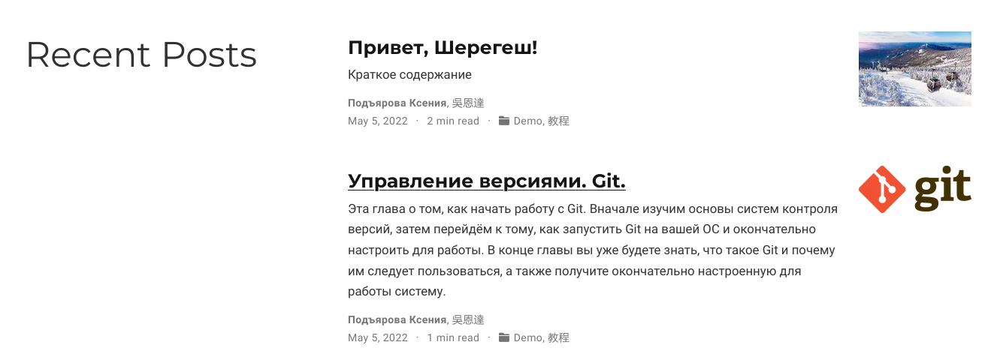 Recent Posts
Привет, Шерегеш!
Краткое содержание
Подъярова Ксения, 吳恩達
May 5, 2022 · 2 min read · Demo, 教程
Управление версиями. Git.
git
Эта глава о том, как начать работу с Git. Вначале изучим основы систем контроля
версий, затем перейдём к тому, как запустить Git на вашей ОС и окончательно
настроить для работы. В конце главы вы уже будете знать, что такое Git и почему
им следует пользоваться, а также получите окончательно настроенную для
работы систему.
Подъярова Ксения, 吳恩達
May 5, 2022 · 1 min read · Demo, 教程